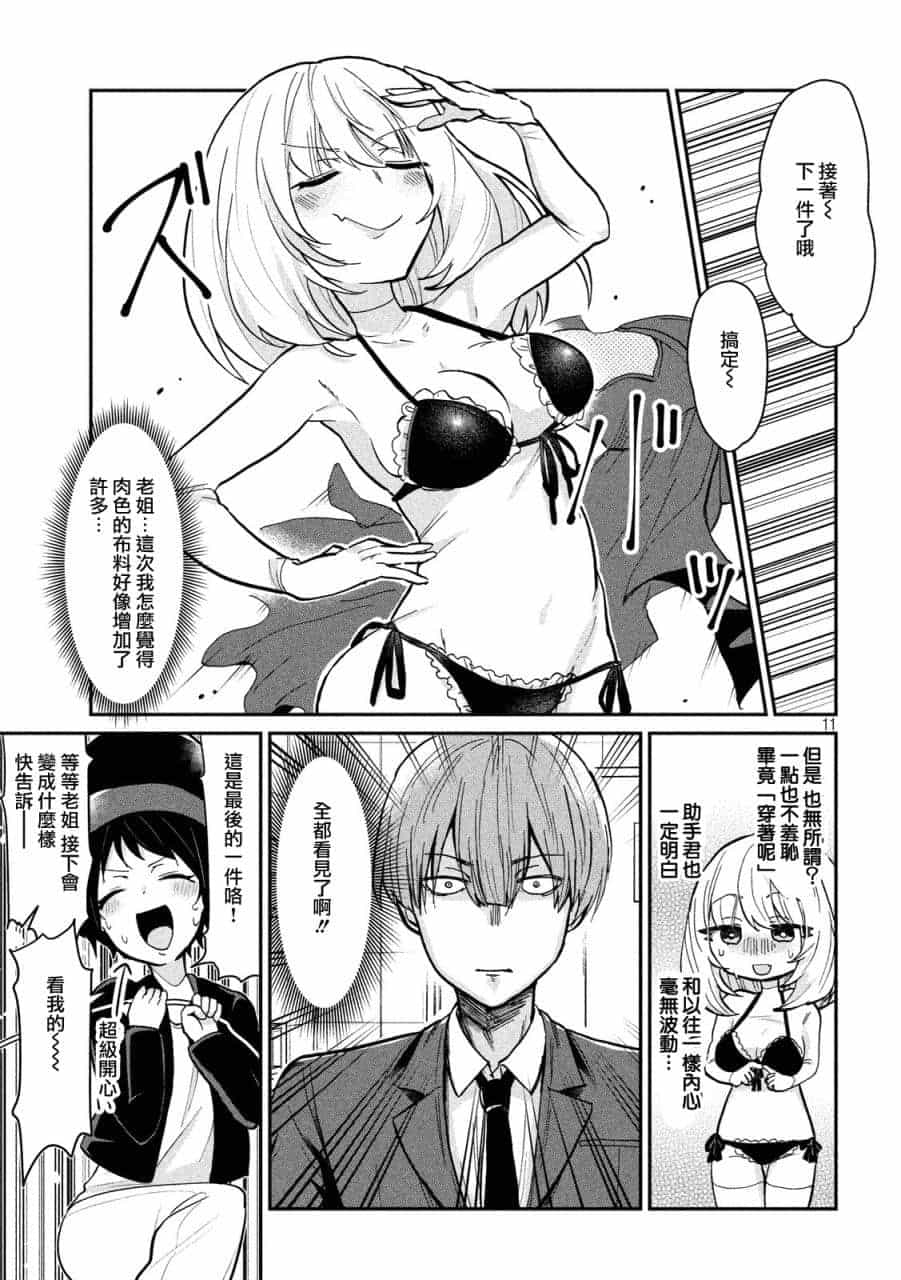 接著~
下一件了哦
搞定~
ズ
バ
バ
老姐…這次我怎麼覺得
肉色的布料好像增加了
許多…
11
但是 也無所謂?
一點也不羞恥
畢竟「穿著呢」
助手君也
一定明白
和以往一樣內心
毫無波動…
全都看見了啊!!
這是最後的一件咯！
等等老姐 接下會
變成什麼樣
快告訴──
超級開心
看我的~